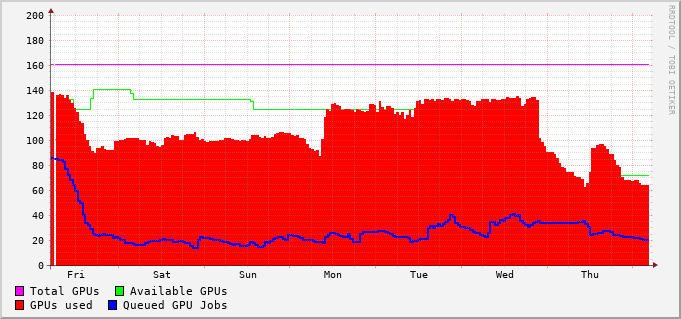 200
180
160
140
120
100
80
60
40
20
0
Fri Sat Sun Mon Tue Wed Thu
Total GPUs Available GPUs
GPUs used Queued GPU Jobs
RRDTOOL / TOBI OETIKER